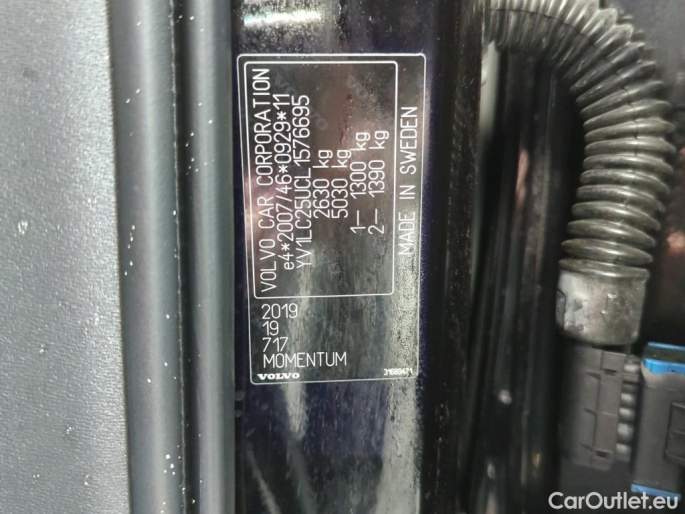 VOLVO CAR CORPORATION
e4*2007/46*0929*11
YV1LC25UCL1576695
2630 kg
5030 kg
1— 1300 kg
2— 1390 kg
MADE IN SWEDEN
2019
19
717
MOMENTUM
VOLVO
31689471
CarOutlet.eu